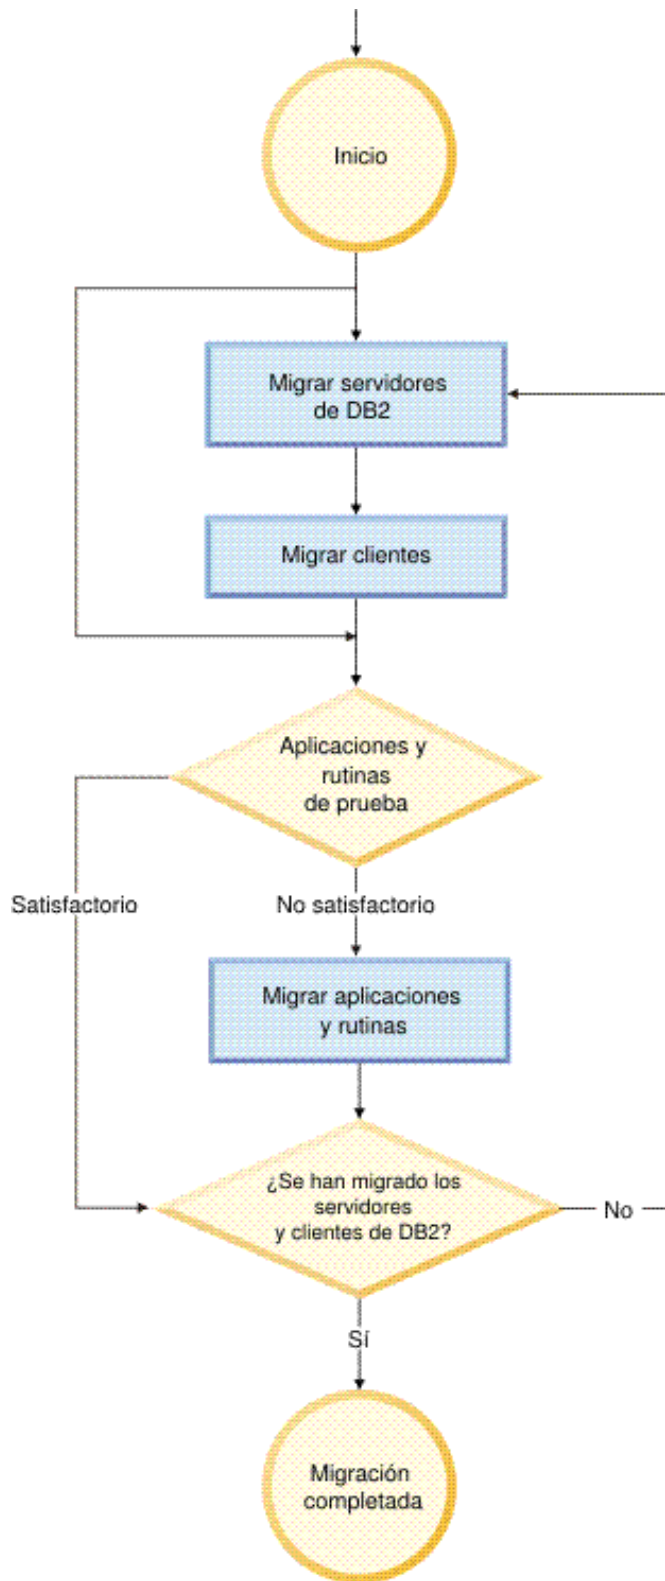 Inicio
Migrar servidores
de DB2
Migrar clientes
Aplicaciones y
rutinas
de prueba
Satisfactorio
No satisfactorio
Migrar aplicaciones
y rutinas
¿Se han migrado los
servidores
y clientes de DB2?
No
Sí
Migración
completada